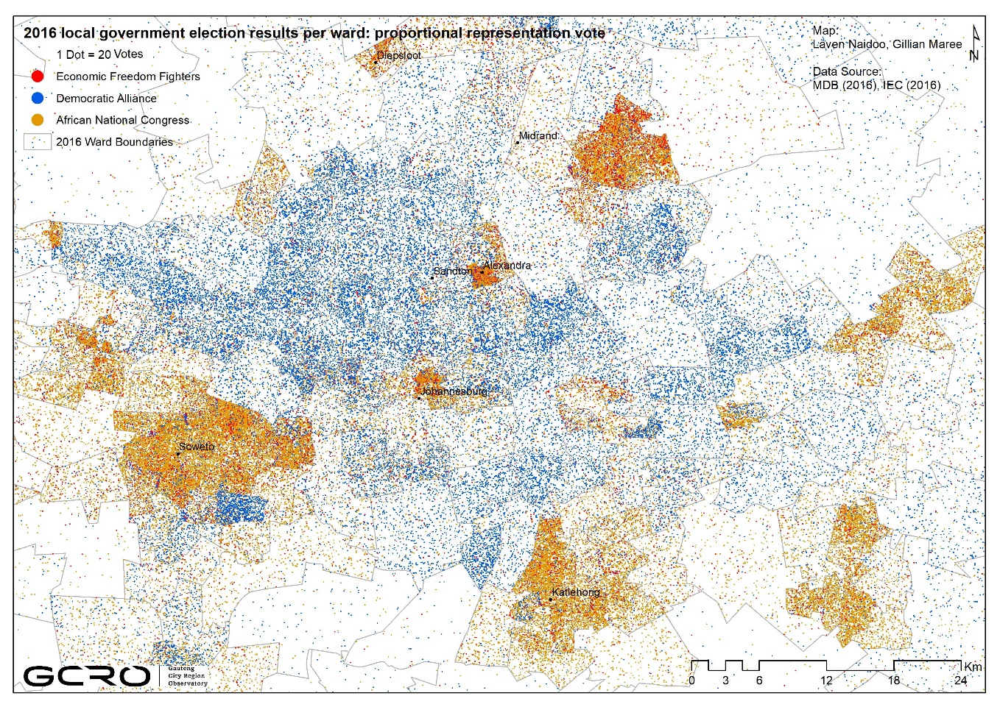 2016 local government election results per ward: proportional representation vote
1 Dot = 20 Votes
Economic Freedom Fighters
Democratic Alliance
African National Congress
2016 Ward Boundaries
Map:
Laven Naidoo, Gillian Maree
N
Data Source:
MDB (2016), IEC (2016)
Diepsloot
Midrand
Alexandra
Sandton
Johannesburg
Soweto
Katlehong
GCRO
Gauteng
City Region
Observatory
Km
0 3 6 12 18 24